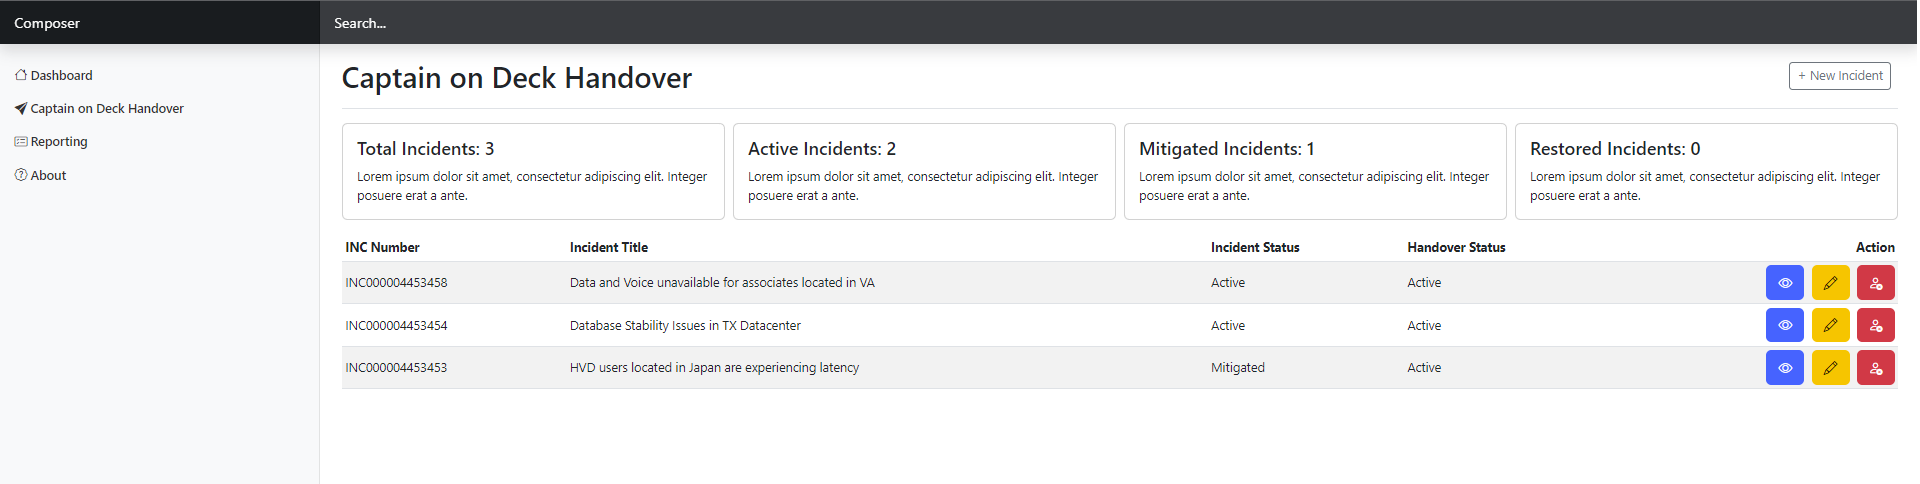 Composer
Search...
Dashboard
Captain on Deck Handover
Reporting
About
Captain on Deck Handover
+ New Incident
Total Incidents: 3
Lorem ipsum dolor sit amet, consectetur adipiscing elit. Integer
posuere erat a ante.
Active Incidents: 2
Lorem ipsum dolor sit amet, consectetur adipiscing elit. Integer
posuere erat a ante.
Mitigated Incidents: 1
Lorem ipsum dolor sit amet, consectetur adipiscing elit. Integer
posuere erat a ante.
Restored Incidents: 0
Lorem ipsum dolor sit amet, consectetur adipiscing elit. Integer
posuere erat a ante.
INC Number Incident Title Incident Status Handover Status Action
INC000004453458 Data and Voice unavailable for associates located in VA Active Active
INC000004453454 Database Stability Issues in TX Datacenter Active Active
INC000004453453 HVD users located in Japan are experiencing latency Mitigated Active